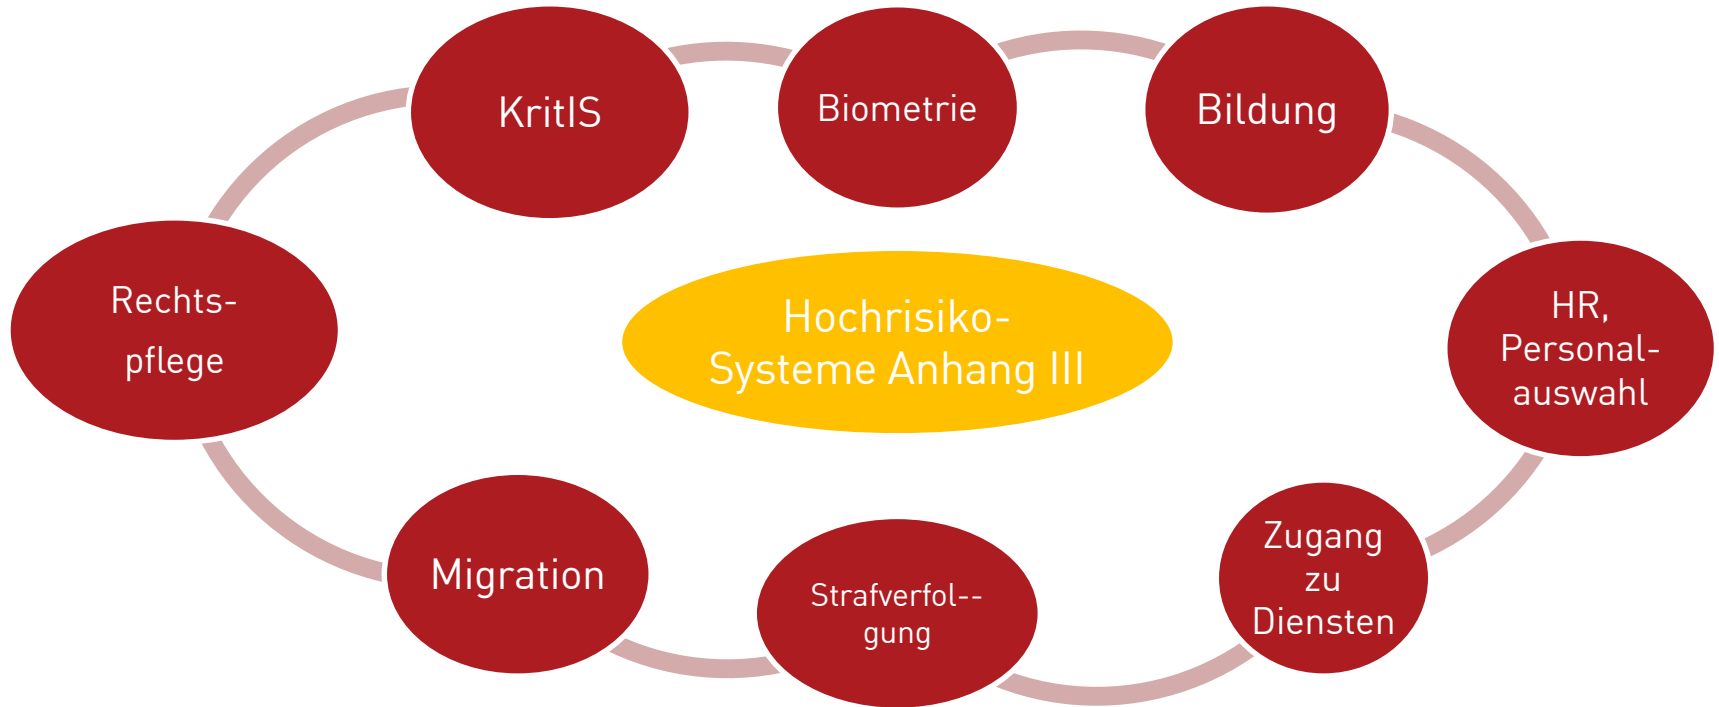 KritIS
Biometrie
Bildung
Rechts-
pflege
Hochrisiko-
Systeme Anhang III
HR,
Personal-
auswahl
Migration
Strafverfol--
gung
Zugang
zu
Diensten